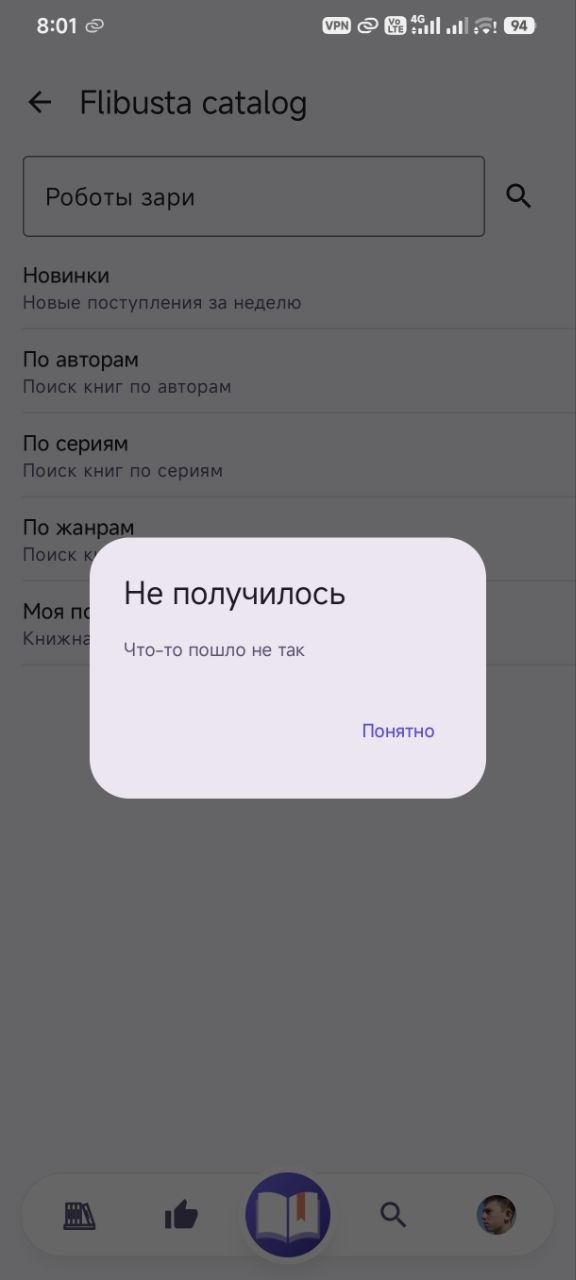 8:01 VPN Vo LTE 4G 94
Flibusta catalog
Роботы зари
Новинки
Новые поступления за неделю
По авторам
Поиск книг по авторам
По сериям
Поиск книг по сериям
По жанрам
Поиск к
Моя по
Книжна
Не получилось
Что-то пошло не так
Понятно